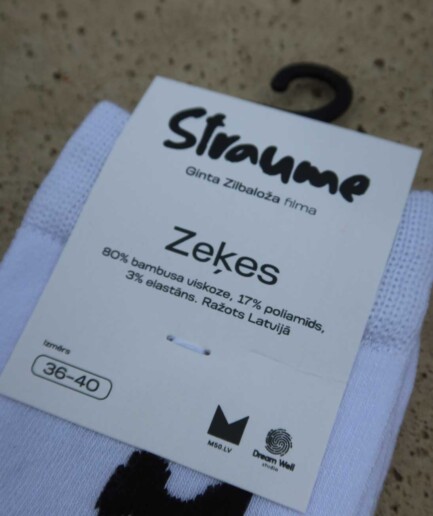 Straume
Ginta Zilbaloža filma
Zeķes
80% bambusa viskoze, 17% poliamīds,
3% elastāns. Ražots Latvijā
Izmērs
36–40
M50.LV
Dream Well
studio